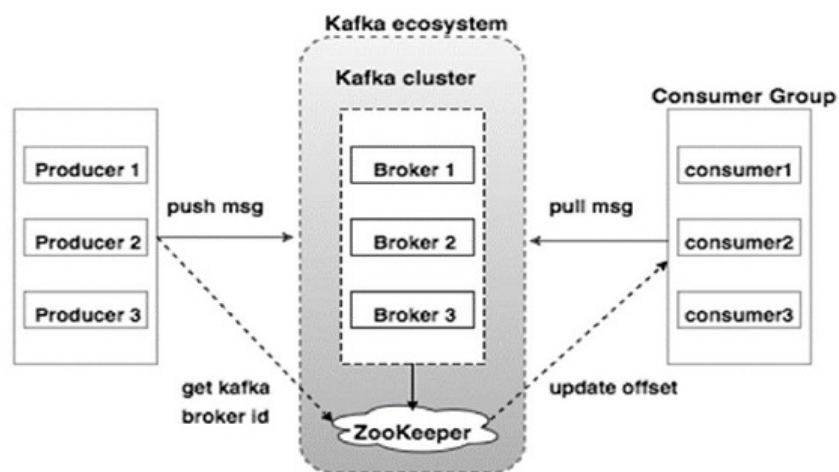 Kafka ecosystem
Kafka cluster
Consumer Group
Producer 1
Producer 2
Producer 3
push msg
Broker 1
Broker 2
Broker 3
pull msg
consumer1
consumer2
consumer3
get kafka
broker id
ZooKeeper
update offset